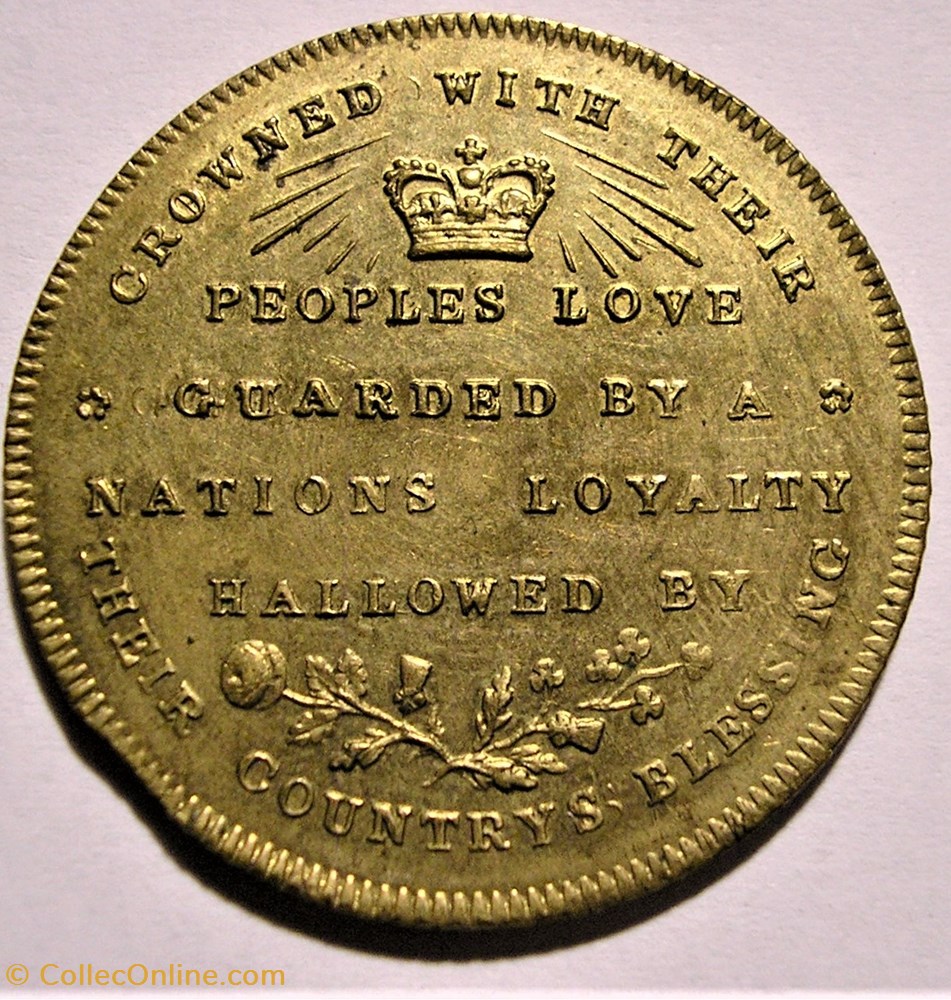 CROWNED WITH THEIR
PEOPLES LOVE
GUARDED BY A
NATIONS LOYALTY
HALLOWED BY
THEIR COUNTRYS BLESSING
© CollecOnline.com